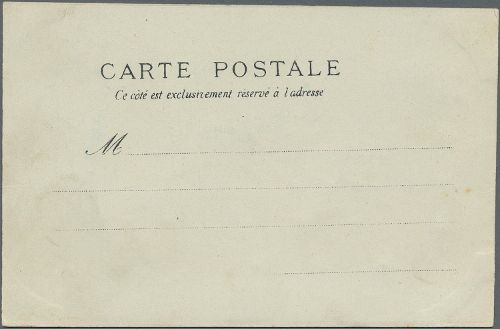 CARTE POSTALE
Ce côté est exclusivement réservé à l'adresse
M